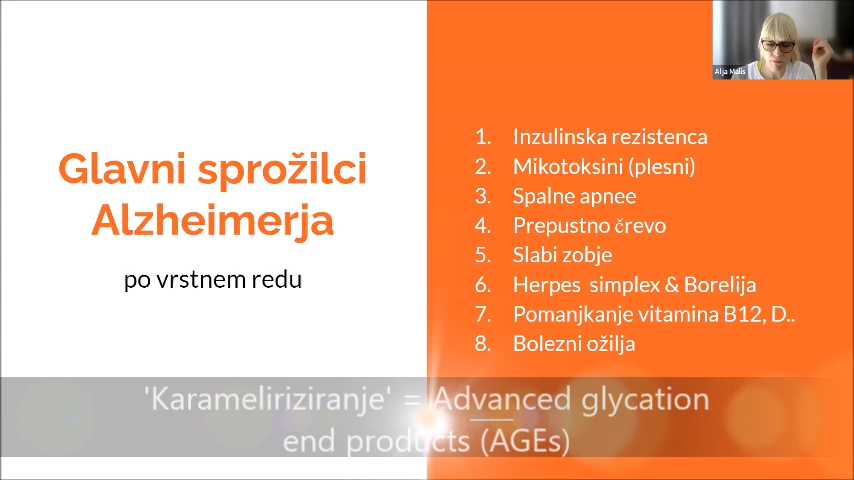 Glavni sprožilci
Alzheimerja
po vrstnem redu
Alja Malis
1. Inzulinska rezistenca
2. Mikotoksini (plesni)
3. Spalne apnee
4. Prepustno črevo
5. Slabi zobje
6. Herpes simplex & Borelija
7. Pomanjkanje vitamina B12, D..
8. Bolezni ožilja
'Karameliriziranje' = Advanced glycation
end products (AGEs)